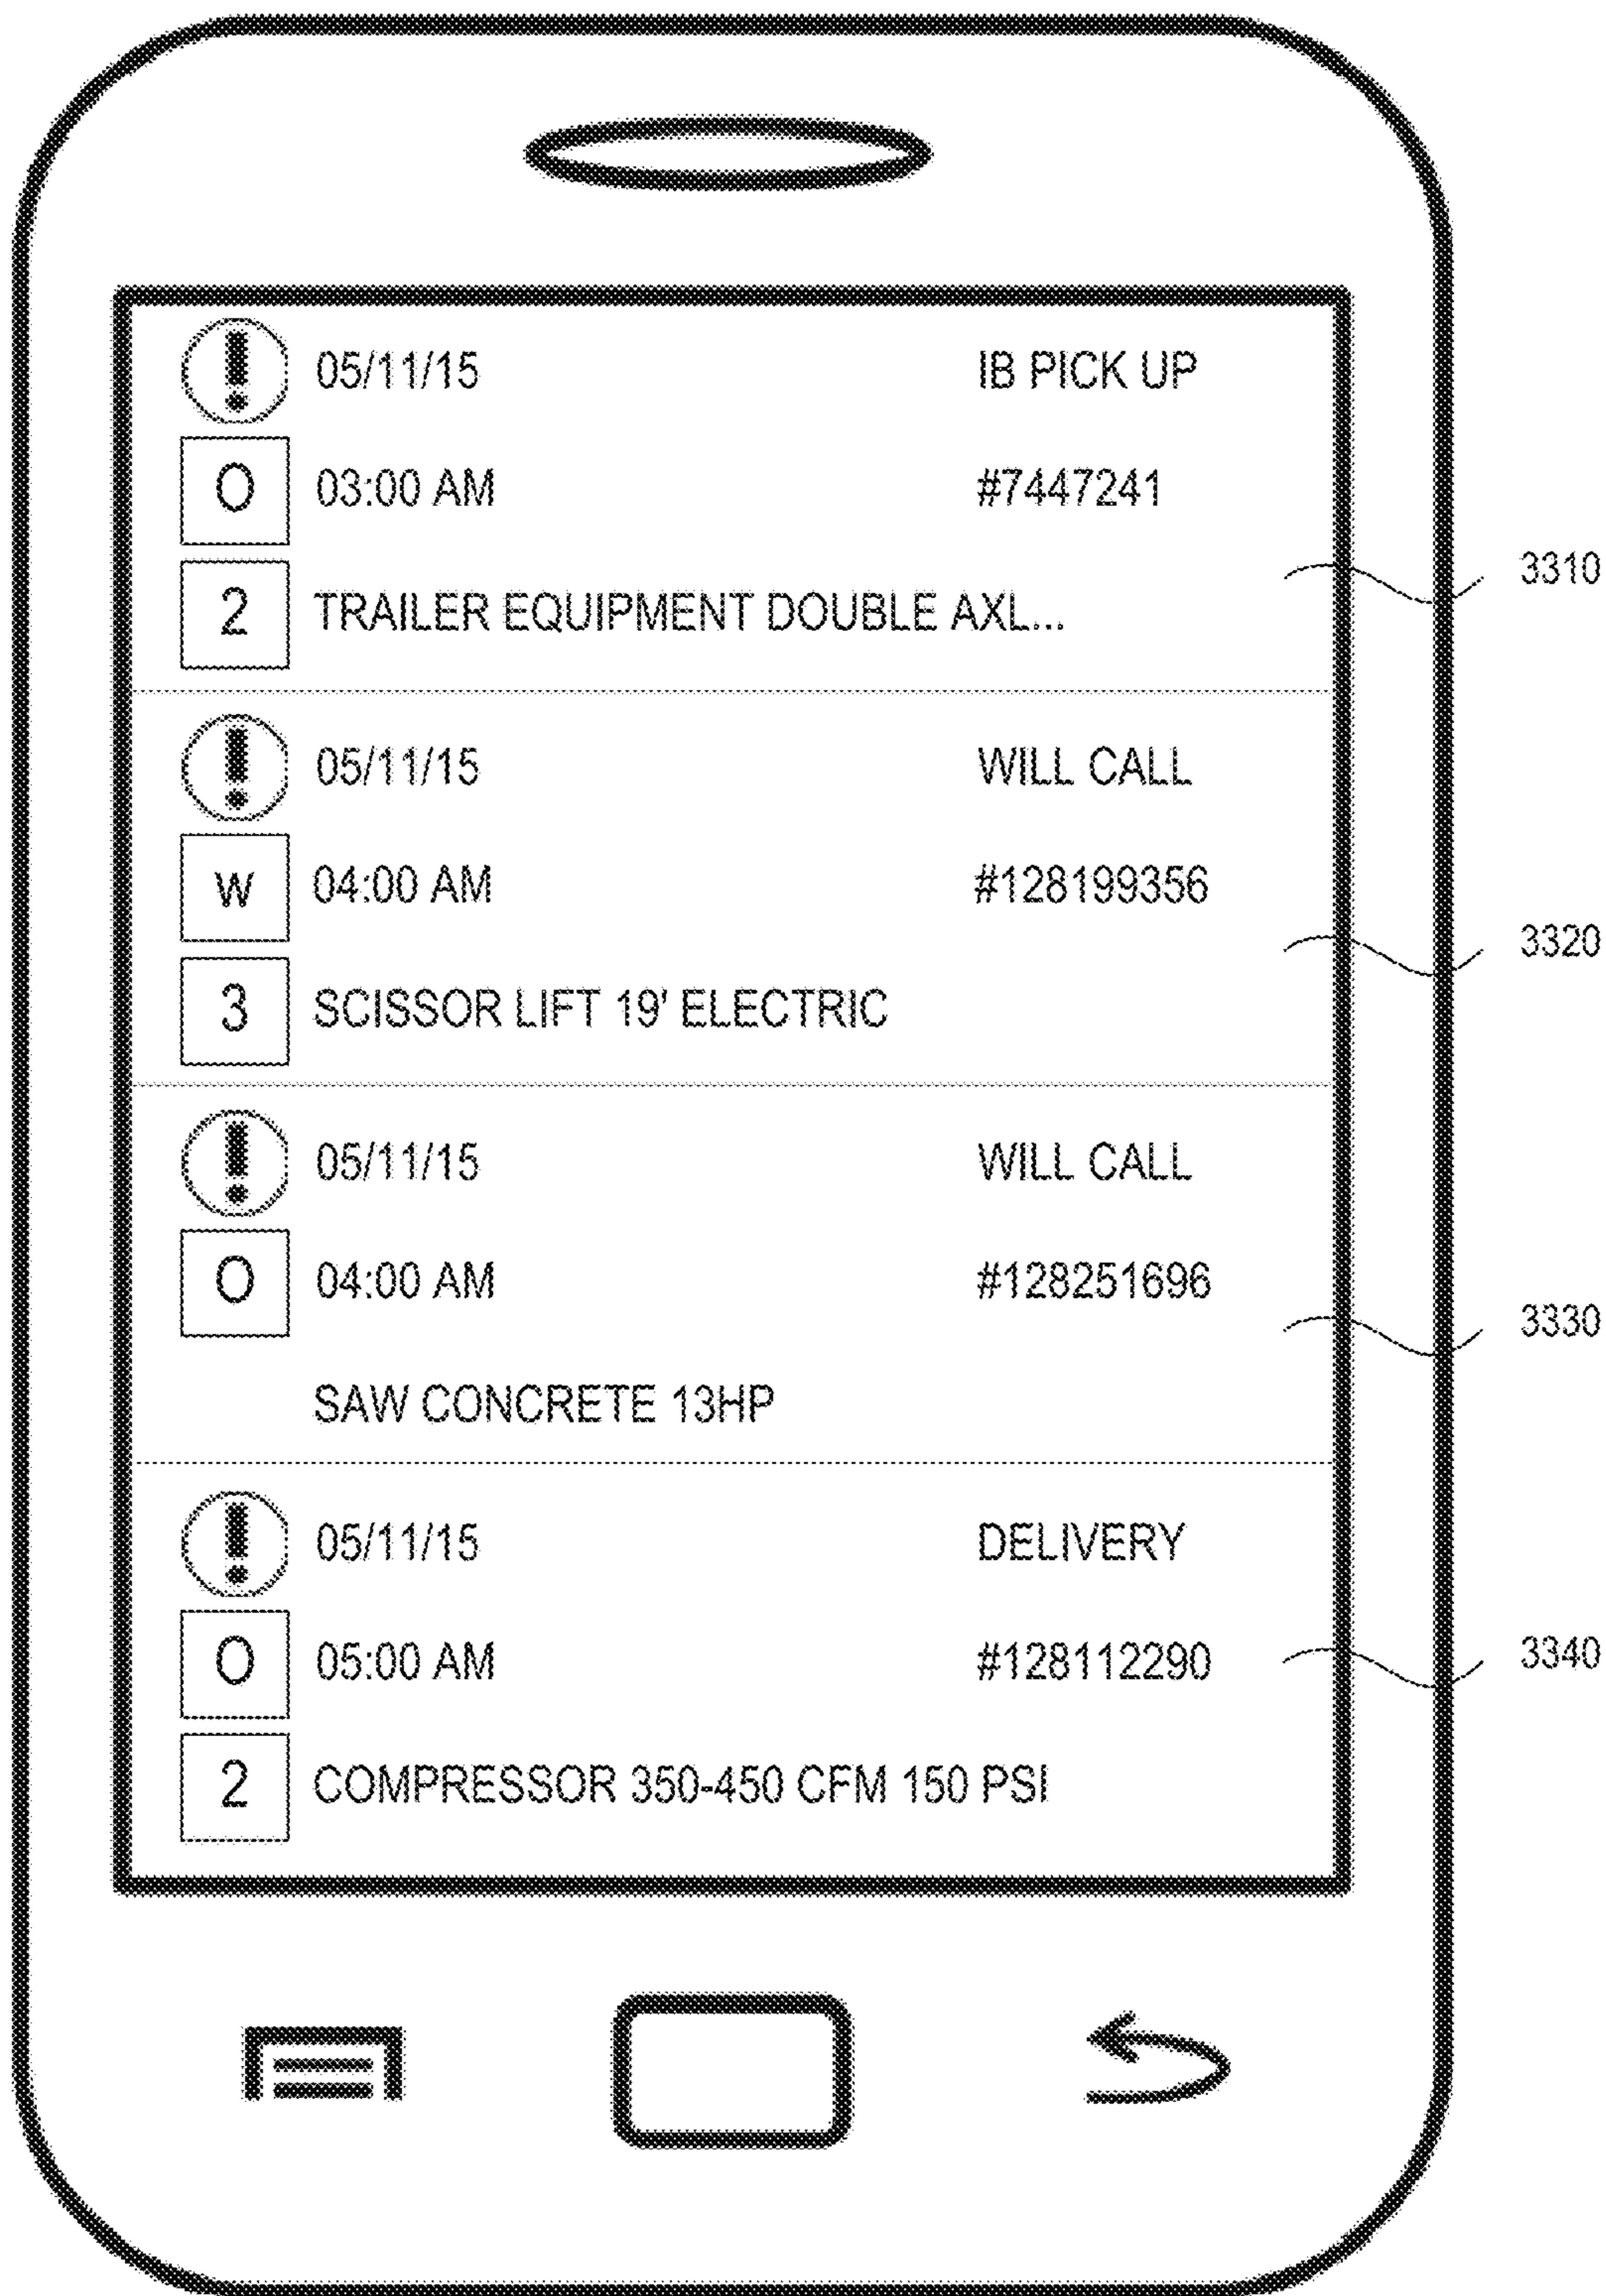 ! 05/11/15 IB PICK UP
O 03:00 AM #7447241
3310
2 TRAILER EQUIPMENT DOUBLE AXL...
! 05/11/15 WILL CALL
W 04:00 AM #128199356
3320
3 SCISSOR LIFT 19' ELECTRIC
! 05/11/15 WILL CALL
O 04:00 AM #128251696
3330
SAW CONCRETE 13HP
! 05/11/15 DELIVERY
O 05:00 AM #128112290
3340
2 COMPRESSOR 350-450 CFM 150 PSI